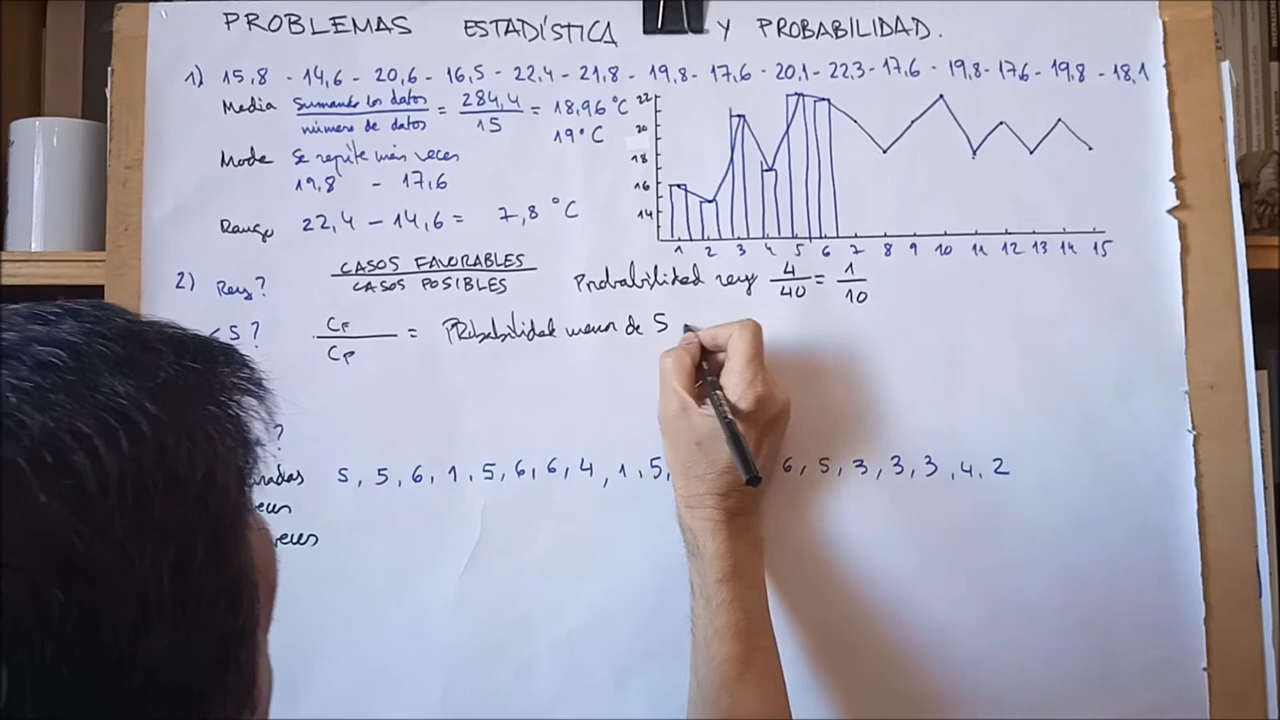 PROBLEMAS ESTADÍSTICA Y PROBABILIDAD.
1) 15,8 - 14,6 - 20,6 - 16,5 - 22,4 - 21,8 - 19,8 - 17,6 - 20,1 - 22,3 - 17,6 - 19,8 - 17,6 - 19,8 - 18,1
Media Sumando los datos / número de datos = 284,4 / 15 = 18,96 °C
19°C
Moda Se repite más veces
19,8 - 17,6
Rango 22,4 - 14,6 = 7,8 °C
22
20
18
16
14
1 2 3 4 5 6 7 8 9 10 11 12 13 14 15
2) Rey? CASOS FAVORABLES / CASOS POSIBLES Probabilidad rey 4/40 = 1/10
< 5? CF / CP = PRobabilidad menor de 5
?
5, 5, 6, 1, 5, 6, 6, 4, 1, 5, 6, 5, 3, 3, 3, 4, 2